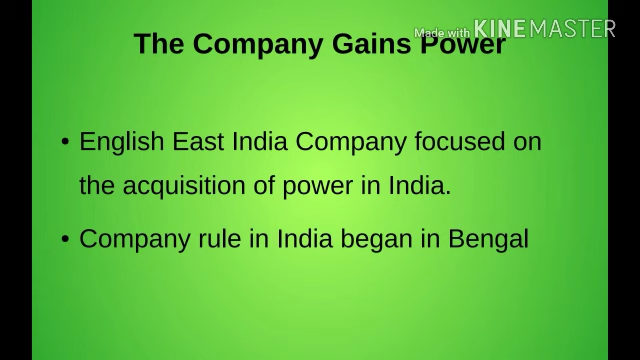 Made with KINEMASTER
The Company Gains Power
• English East India Company focused on
the acquisition of power in India.
• Company rule in India began in Bengal